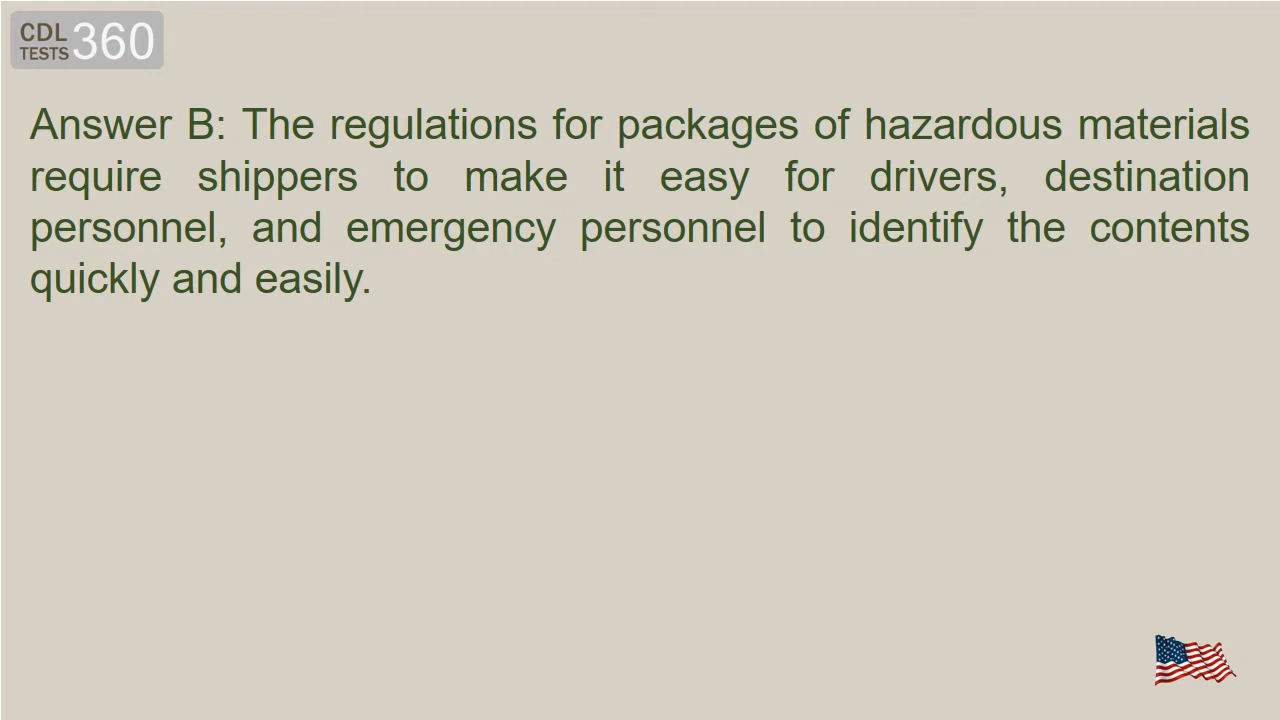 CDL
TESTS 360
Answer B: The regulations for packages of hazardous materials
require shippers to make it easy for drivers, destination
personnel, and emergency personnel to identify the contents
quickly and easily.